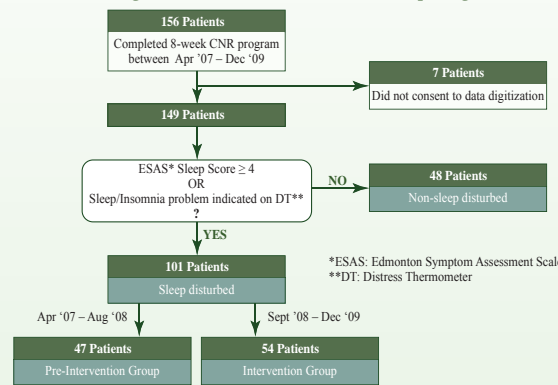 156 Patients
Completed 8-week CNR program
between Apr '07 – Dec '09
7 Patients
Did not consent to data digitization
149 Patients
ESAS* Sleep Score ≥ 4
OR
Sleep/Insomnia problem indicated on DT**
?
NO
48 Patients
Non-sleep disturbed
YES
101 Patients
Sleep disturbed
*ESAS: Edmonton Symptom Assessment Scale
**DT: Distress Thermometer
Apr '07 – Aug '08
Sept '08 – Dec '09
47 Patients
Pre-Intervention Group
54 Patients
Intervention Group